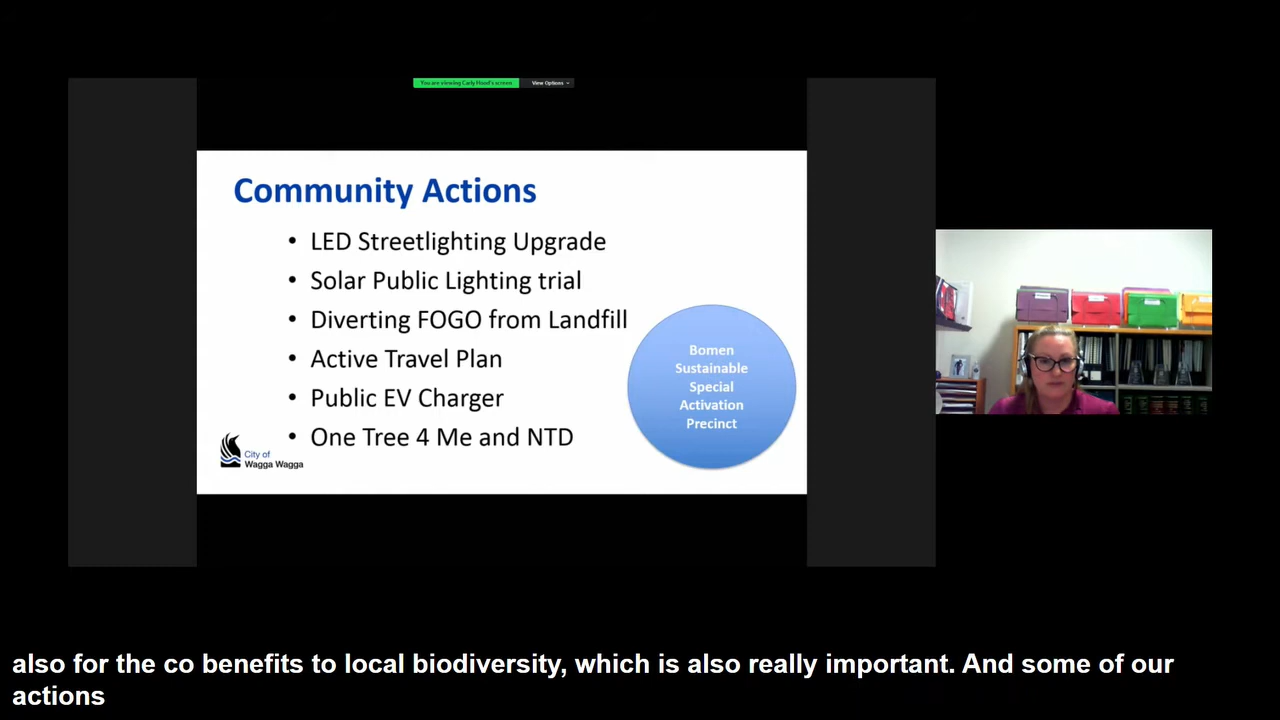 You are viewing Carly Hood's screen View Options
Community Actions
• LED Streetlighting Upgrade
• Solar Public Lighting trial
• Diverting FOGO from Landfill
• Active Travel Plan
• Public EV Charger
• One Tree 4 Me and NTD
Bomen
Sustainable
Special
Activation
Precinct
City of
Wagga Wagga
also for the co benefits to local biodiversity, which is also really important. And some of our
actions